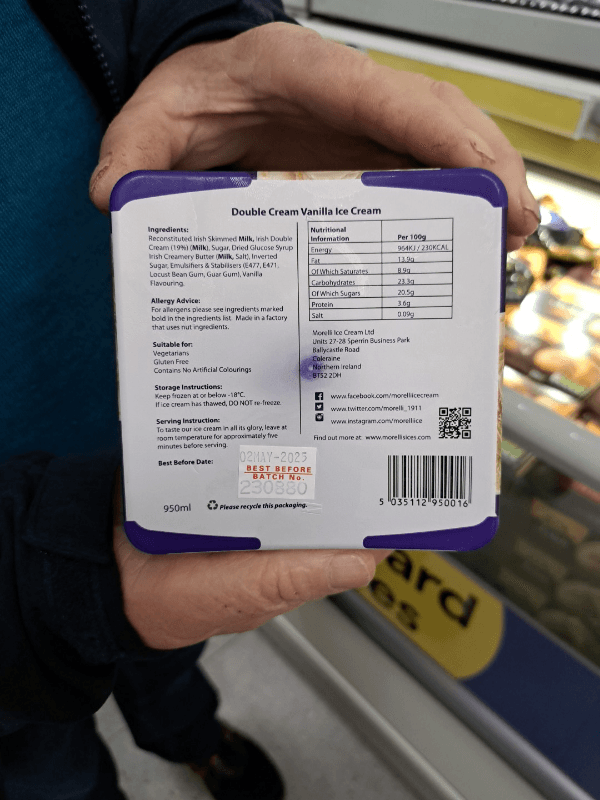 Double Cream Vanilla Ice Cream
Ingredients:
Reconstituted Irish Skimmed Milk, Irish Double
Cream (19%) (Milk), Sugar, Dried Glucose Syrup
Irish Creamery Butter (Milk, Salt), Inverted
Sugar, Emulsifiers & Stabilisers (E477, E471,
Locust Bean Gum, Guar Gum), Vanilla
Flavouring.
Allergy Advice:
For allergens please see ingredients marked
bold in the ingredients list. Made in a factory
that uses nut ingredients.
Suitable for:
Vegetarians
Gluten Free
Contains No Artificial Colourings
Storage Instructions:
Keep frozen at or below -18°C.
If ice cream has thawed, DO NOT re-freeze.
Serving Instruction:
To taste our ice cream in all its glory, leave at
room temperature for approximately five
minutes before serving.
Best Before Date:
02MAY-2025
BEST BEFORE
BATCH No.
230880
950ml
Please recycle this packaging.
Nutritional
Information Per 100g
Energy 964KJ / 230KCAL
Fat 13.9g
Of Which Saturates 8.9g
Carbohydrates 23.3g
Of Which Sugars 20.5g
Protein 3.6g
Salt 0.09g
Morelli Ice Cream Ltd
Units 27-28 Sperrin Business Park
Ballycastle Road
Coleraine
Northern Ireland
BT52 2DH
www.facebook.com/morelliicecream
www.twitter.com/morelli_1911
www.instagram.com/morelliice
Find out more at: www.morellisices.com
5 035112 950016
ard
es